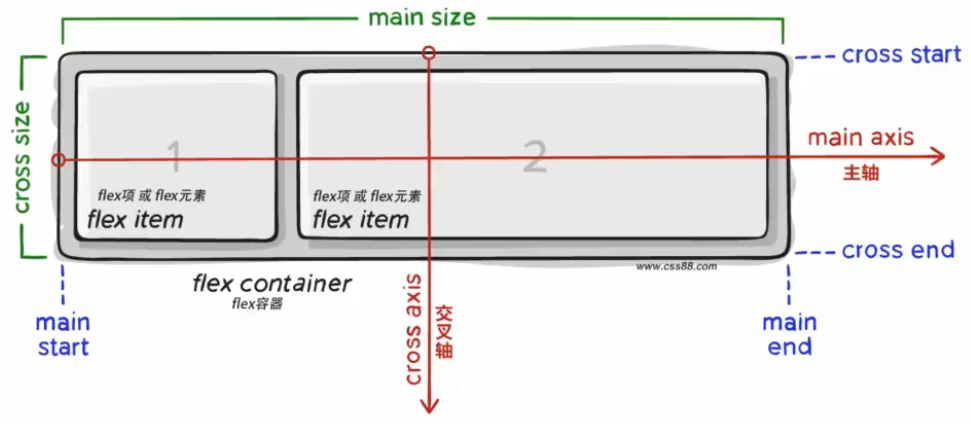 main size
cross start
cross size
main axis
主轴
1
2
flex项 或 flex元素
flex item
flex项 或 flex元素
flex item
cross end
www.css88.com
flex container
flex容器
cross axis
交叉轴
main
start
main
end